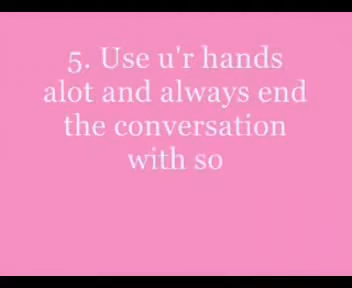 5. Use u'r hands
alot and always end
the conversation
with so